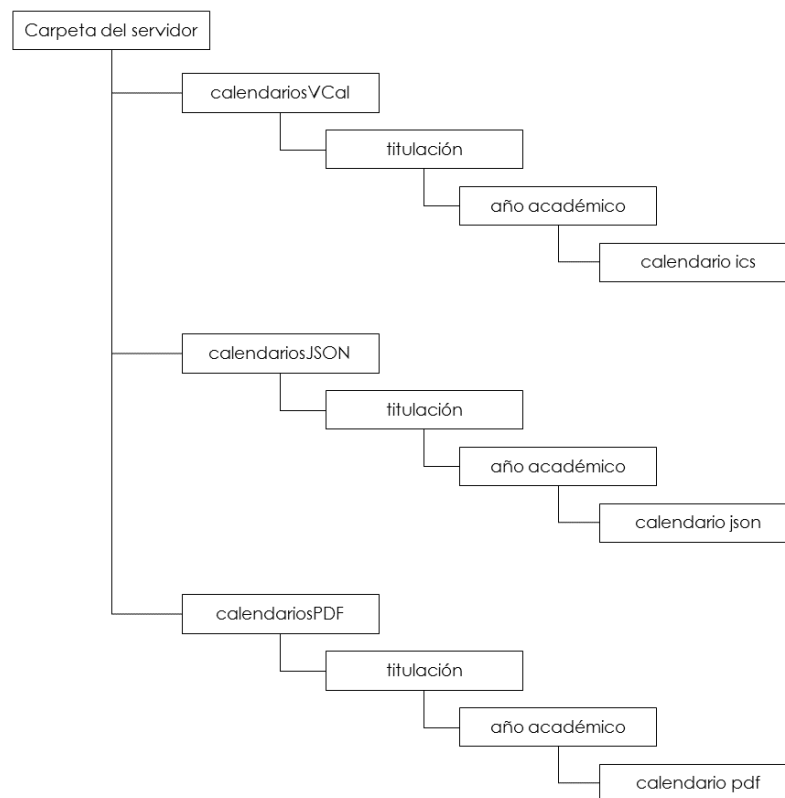 Carpeta del servidor
calendariosVCal
titulación
año académico
calendario ics
calendariosJSON
titulación
año académico
calendario json
calendariosPDF
titulación
año académico
calendario pdf